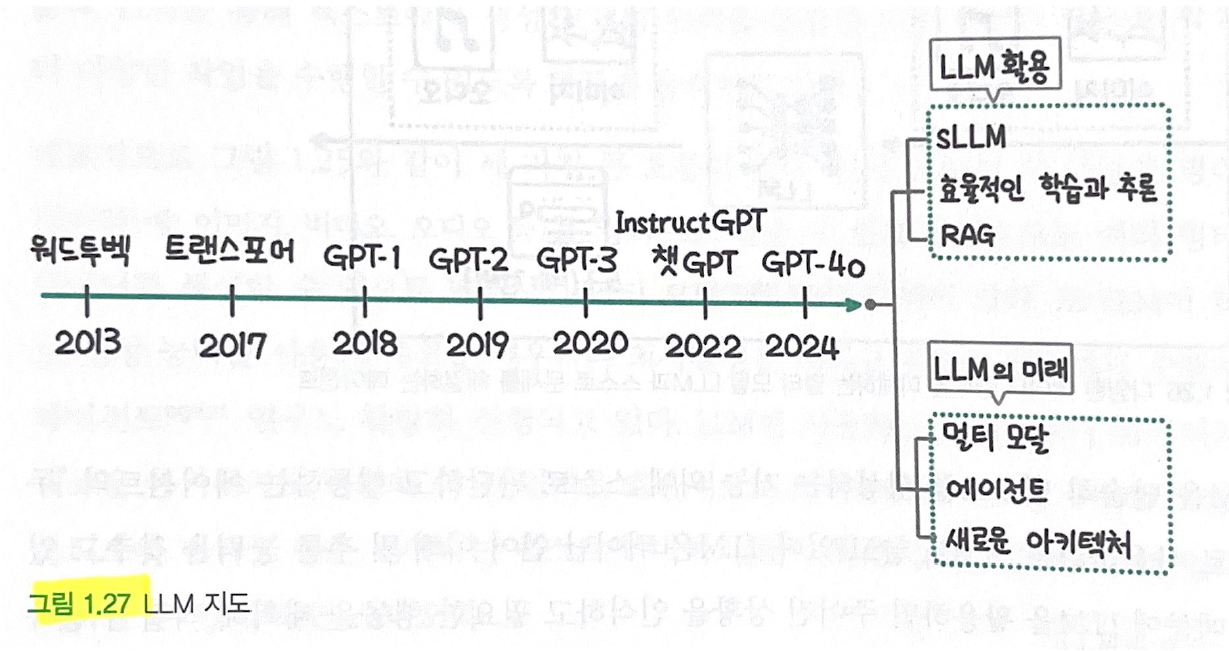 LLM 활용
sLLM
효율적인 학습과 추론
RAG
InstructGPT
워드투벡 트랜스포머 GPT-1 GPT-2 GPT-3 챗GPT GPT-4o
2013 2017 2018 2019 2020 2022 2024
LLM의 미래
멀티 모달
에이전트
새로운 아키텍처
그림 1.27 LLM 지도